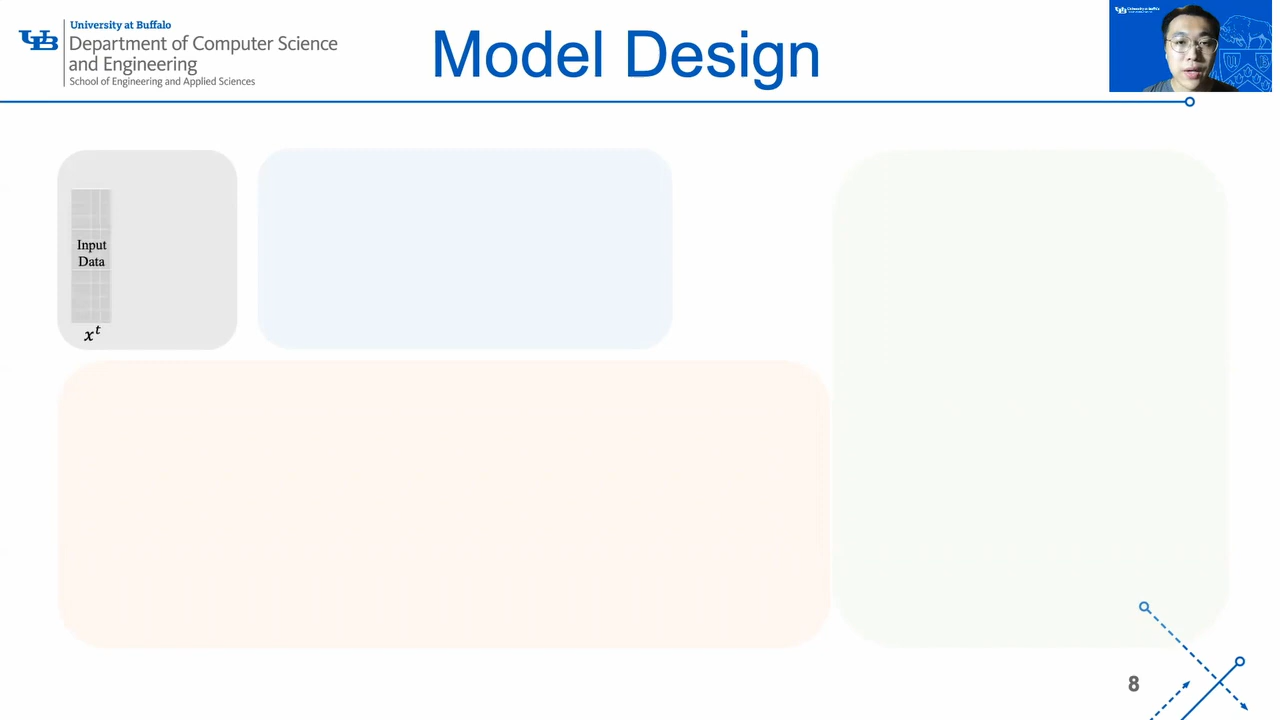 University at Buffalo
Department of Computer Science
and Engineering
School of Engineering and Applied Sciences
Model Design
Input
Data
x^t
8